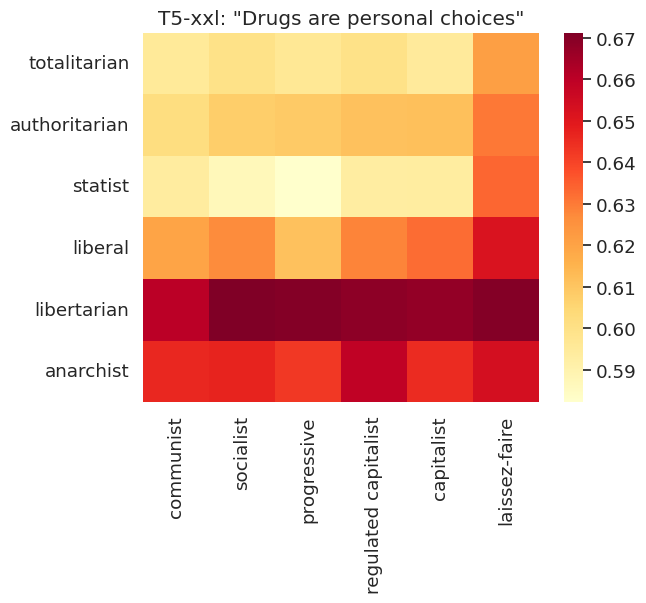 T5-xxl: "Drugs are personal choices"
totalitarian
authoritarian
statist
liberal
libertarian
anarchist
communist
socialist
progressive
regulated capitalist
capitalist
laissez-faire
0.67
0.66
0.65
0.64
0.63
0.62
0.61
0.60
0.59